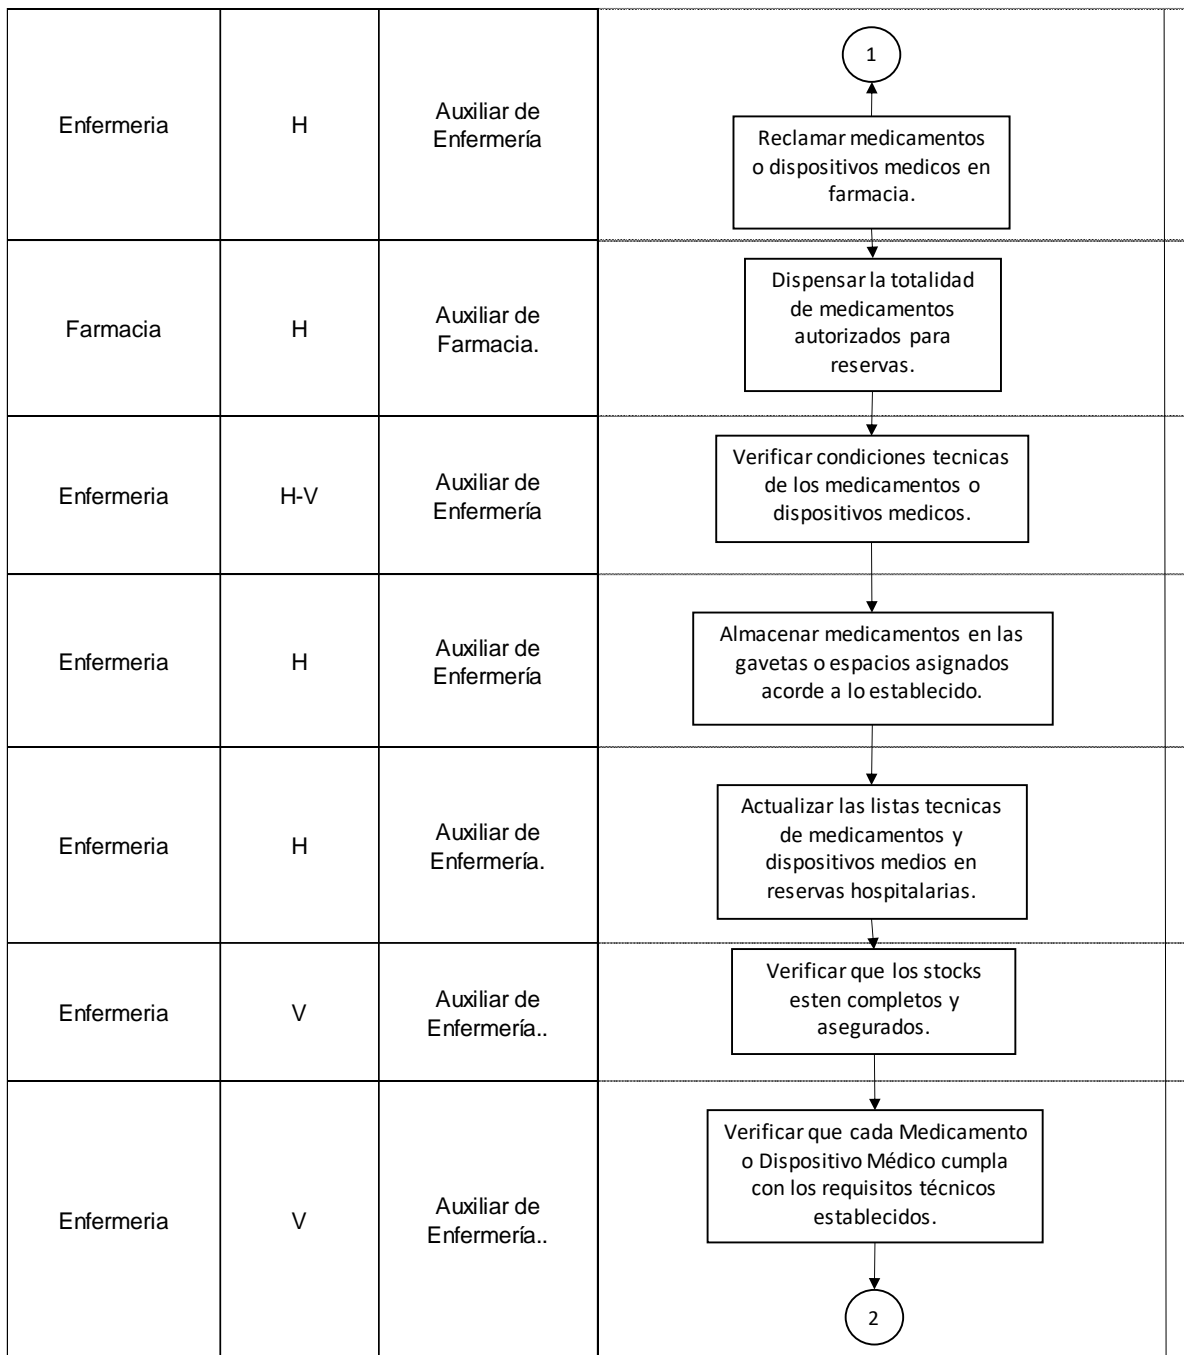 1
Enfermeria
H
Auxiliar de
Enfermería
Reclamar medicamentos
o dispositivos medicos en
farmacia.
Farmacia
H
Auxiliar de
Farmacia.
Dispensar la totalidad
de medicamentos
autorizados para
reservas.
Enfermeria
H-V
Auxiliar de
Enfermería
Verificar condiciones tecnicas
de los medicamentos o
dispositivos medicos.
Enfermeria
H
Auxiliar de
Enfermería
Almacenar medicamentos en las
gavetas o espacios asignados
acorde a lo establecido.
Enfermeria
H
Auxiliar de
Enfermería.
Actualizar las listas tecnicas
de medicamentos y
dispositivos medios en
reservas hospitalarias.
Enfermeria
V
Auxiliar de
Enfermería..
Verificar que los stocks
esten completos y
asegurados.
Enfermeria
V
Auxiliar de
Enfermería..
Verificar que cada Medicamento
o Dispositivo Médico cumpla
con los requisitos técnicos
establecidos.
2